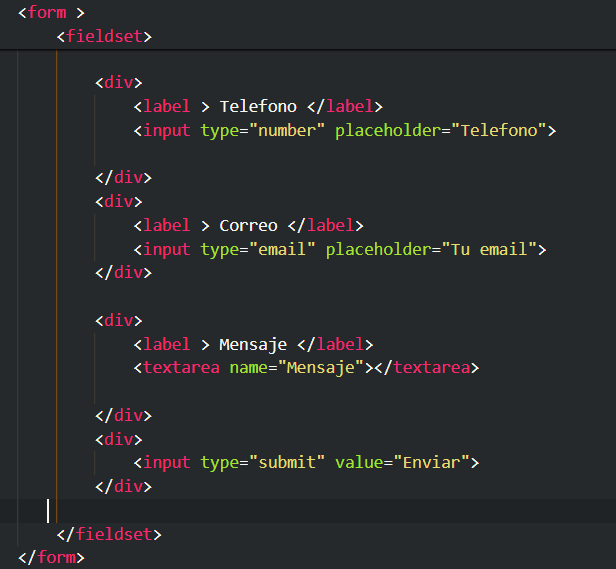 <form >
<fieldset>
<div>
<label > Telefono </label>
<input type="number" placeholder="Telefono">
</div>
<div>
<label > Correo </label>
<input type="email" placeholder="Tu email">
</div>
<div>
<label > Mensaje </label>
<textarea name="Mensaje"></textarea>
</div>
<div>
<input type="submit" value="Enviar">
</div>
</fieldset>
</form>